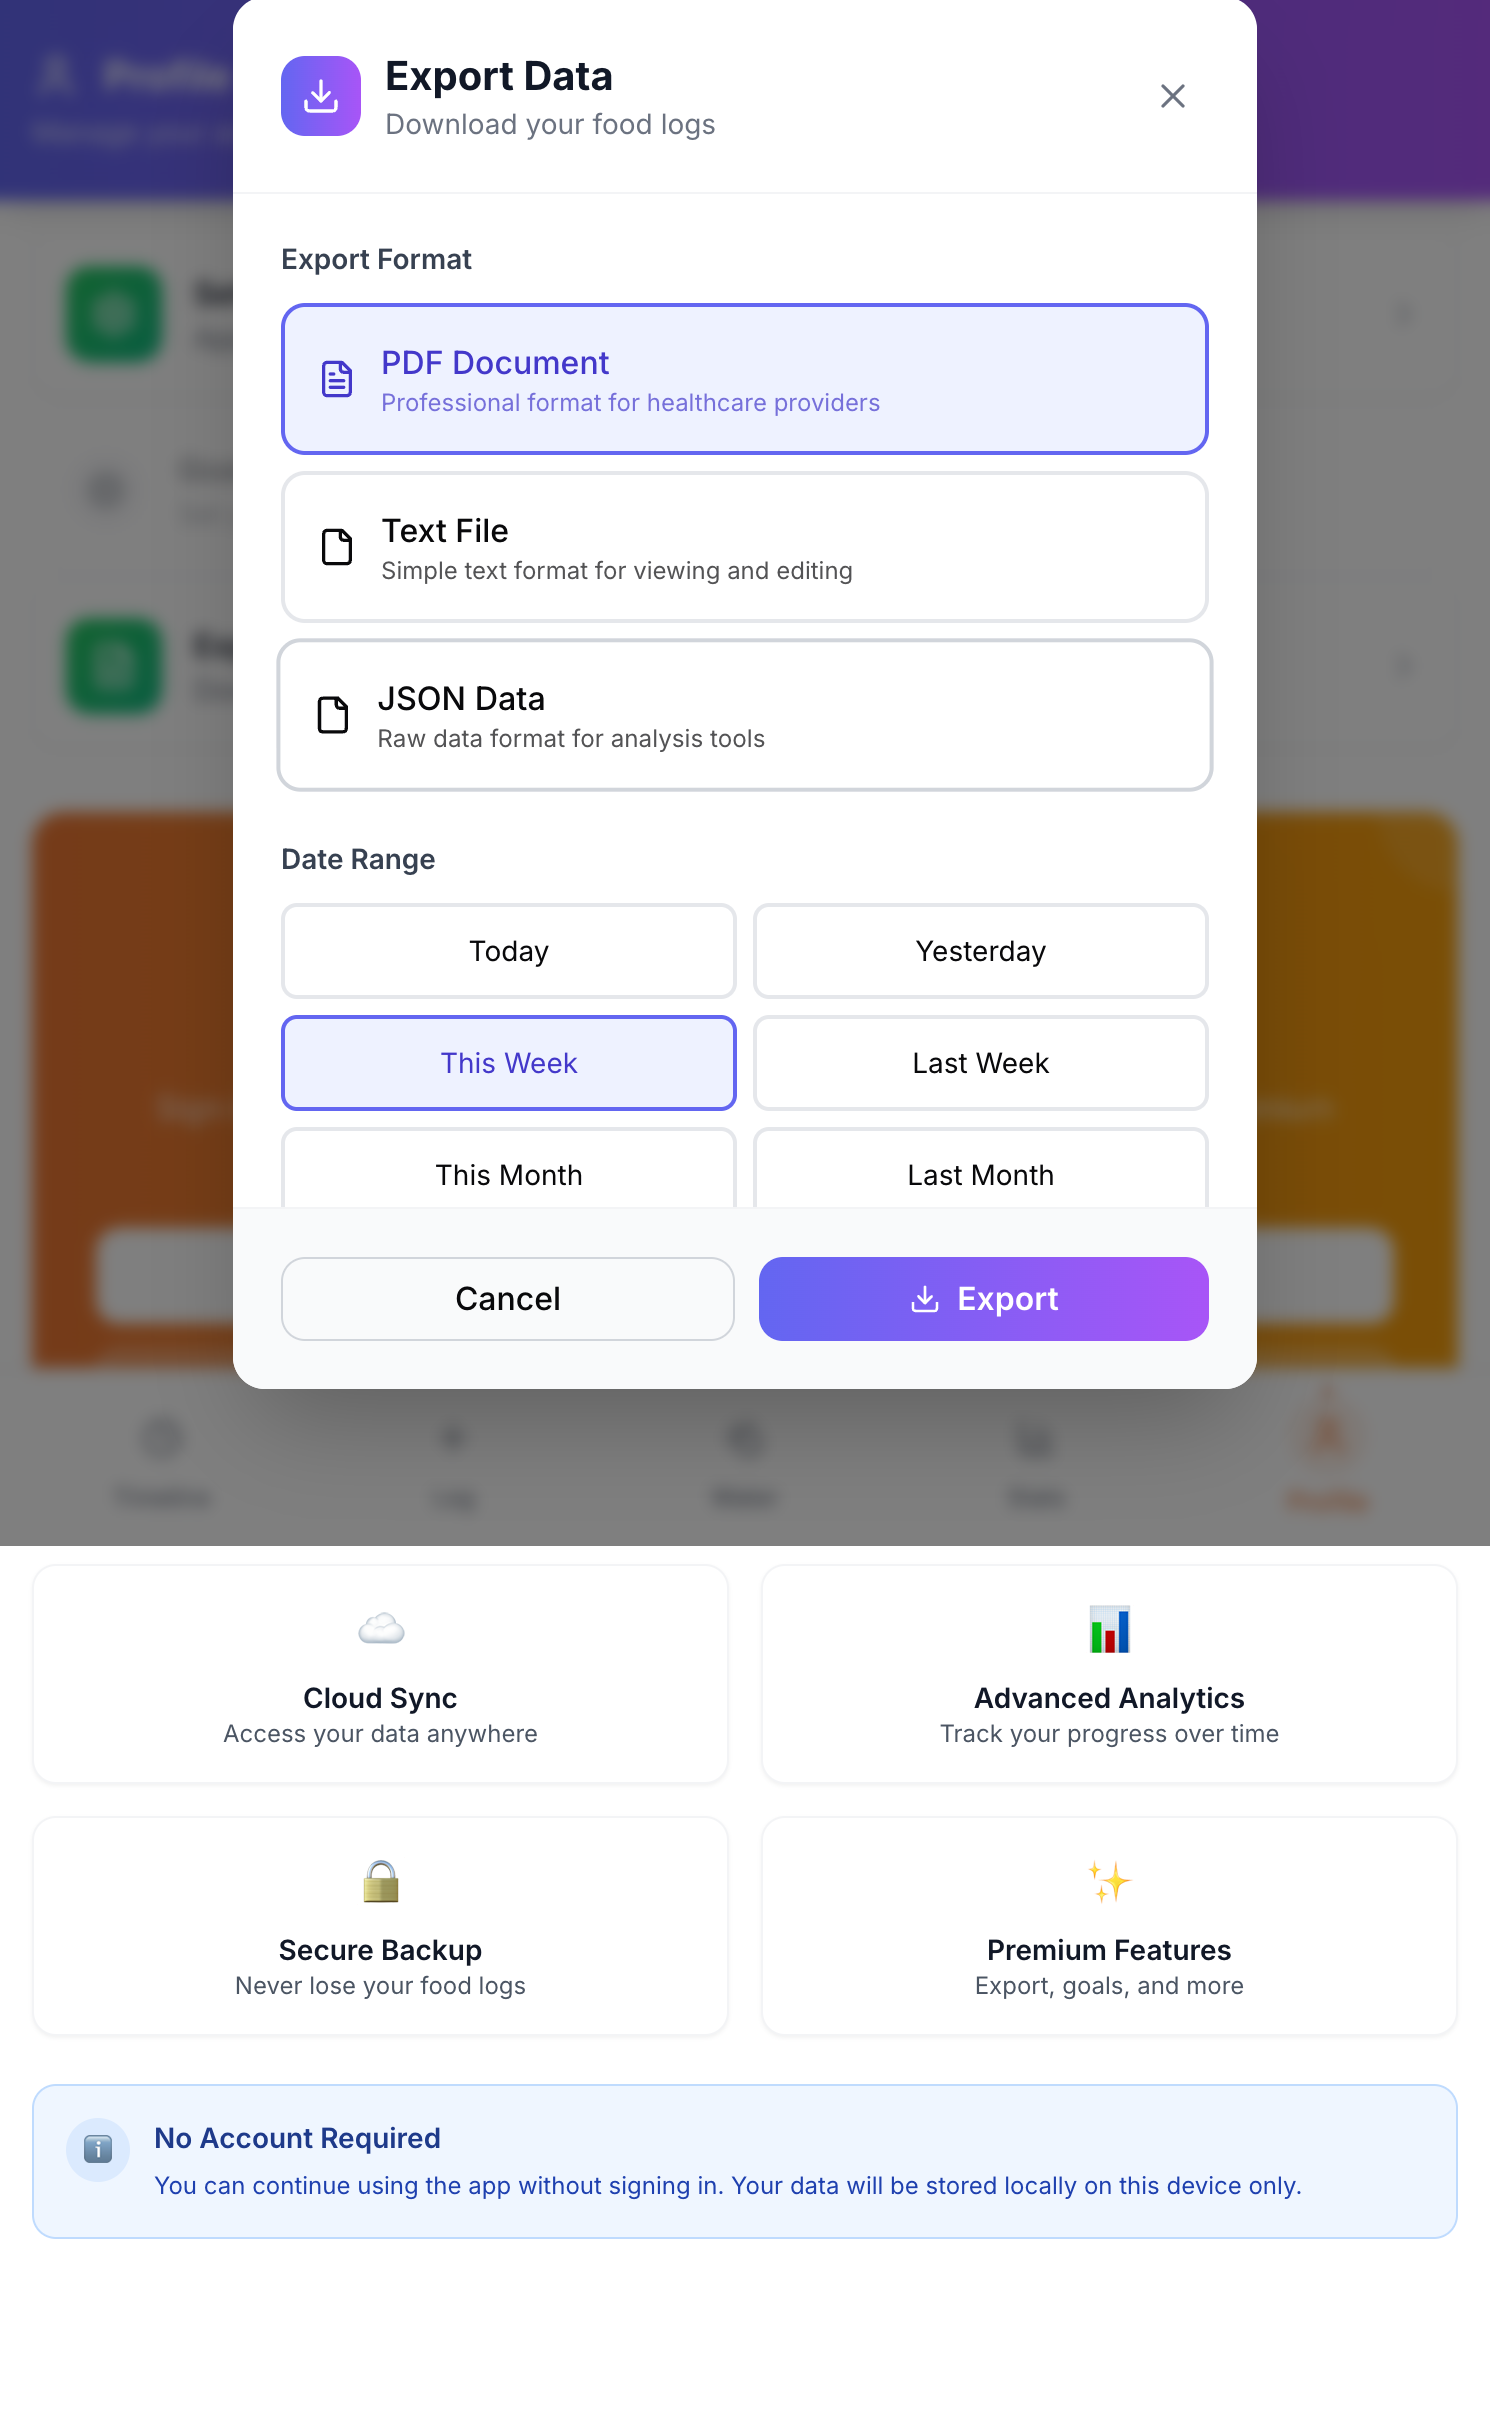 Profile
Export Data
Download your food logs
Export Format
PDF Document
Professional format for healthcare providers
Text File
Simple text format for viewing and editing
JSON Data
Raw data format for analysis tools
Date Range
Today
Yesterday
This Week
Last Week
This Month
Last Month
Cancel
Export
Timeline
Log
Profile
Cloud Sync
Access your data anywhere
Advanced Analytics
Track your progress over time
Secure Backup
Never lose your food logs
Premium Features
Export, goals, and more
No Account Required
You can continue using the app without signing in. Your data will be stored locally on this device only.